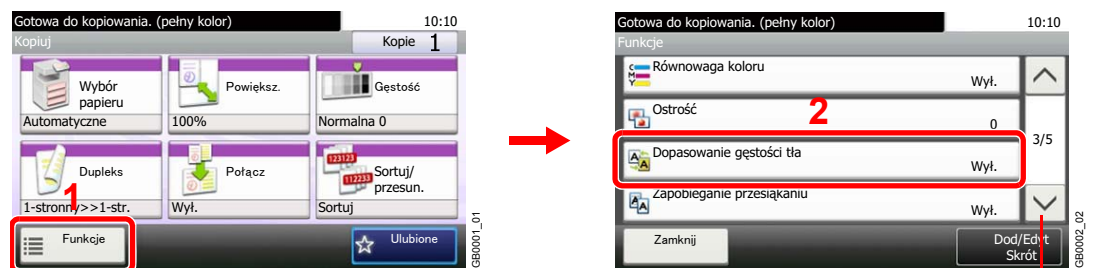 Gotowa do kopiowania. (pełny kolor) 10:10
Kopiuj Kopie 1
Wybór papieru
Automatyczne
Powiększ.
100%
Gęstość
Normalna 0
Dupleks
1-stronny>>1-str.
Połącz
Wył.
123123
112233
Sortuj/
przesun.
Sortuj
1
Funkcje
Ulubione
GB0001_01
Gotowa do kopiowania. (pełny kolor) 10:10
Funkcje
C
M
Y
Równowaga koloru
Wył.
Ostrość
0
2
3/5
A
A
Dopasowanie gęstości tła
Wył.
A
A
Zapobieganie przesiąkaniu
Wył.
Zamknij
Dod/Edyt
Skrót
GB0002_02